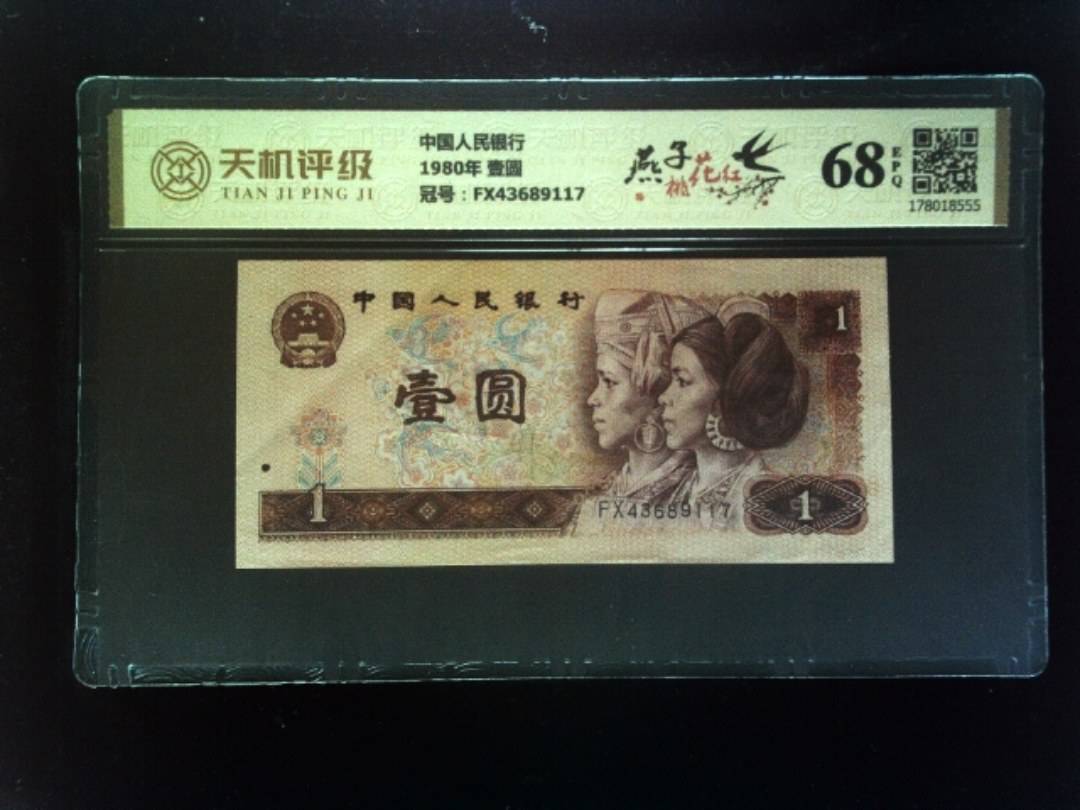 天机评级
TIAN JI PING JI
中国人民银行
1980年 壹圆
冠号：FX43689117
燕子
桃花红
68
EPQ
178018555
中国人民银行
1
壹圆
1
FX43689117
1